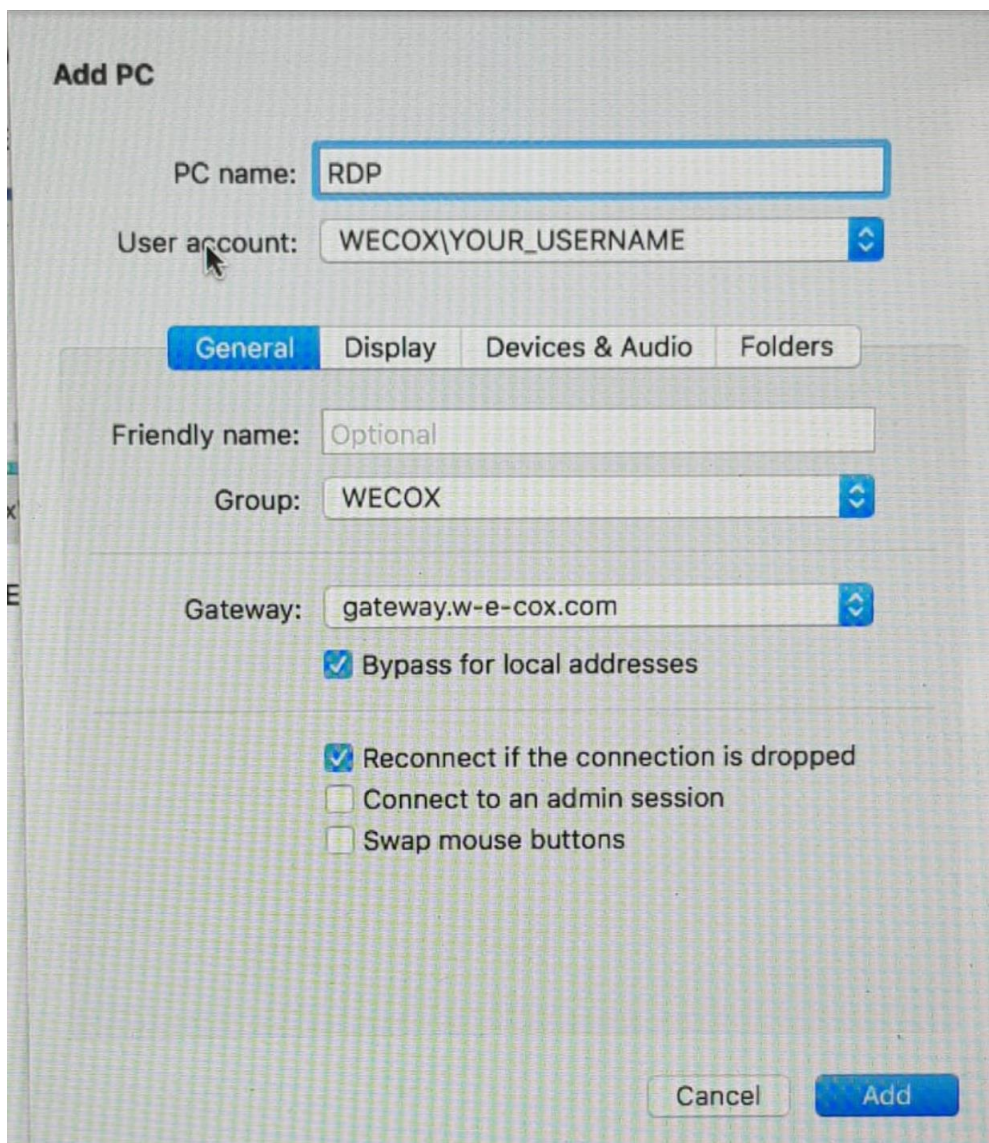 Add PC
PC name: RDP
User account: WECOX\YOUR_USERNAME
General Display Devices & Audio Folders
Friendly name: Optional
Group: WECOX
Gateway: gateway.w-e-cox.com
Bypass for local addresses
Reconnect if the connection is dropped
Connect to an admin session
Swap mouse buttons
Cancel Add